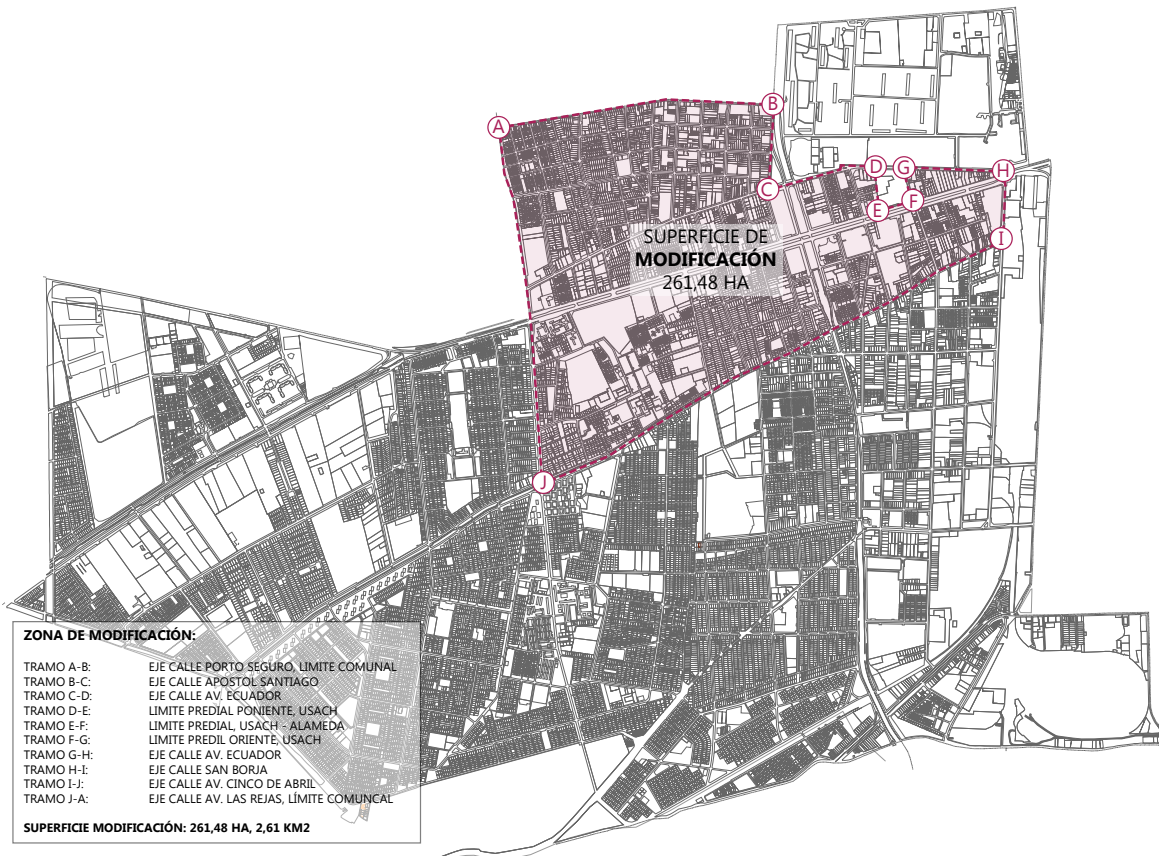 A
B
C
D
G
H
E
F
I
J
SUPERFICIE DE
MODIFICACIÓN
261,48 HA
ZONA DE MODIFICACIÓN:
TRAMO A-B: EJE CALLE PORTO SEGURO, LIMITE COMUNAL
TRAMO B-C: EJE CALLE APOSTOL SANTIAGO
TRAMO C-D: EJE CALLE AV. ECUADOR
TRAMO D-E: LIMITE PREDIAL PONIENTE, USACH
TRAMO E-F: LIMITE PREDIAL, USACH - ALAMEDA
TRAMO F-G: LIMITE PREDIL ORIENTE, USACH
TRAMO G-H: EJE CALLE AV. ECUADOR
TRAMO H-I: EJE CALLE SAN BORJA
TRAMO I-J: EJE CALLE AV. CINCO DE ABRIL
TRAMO J-A: EJE CALLE AV. LAS REJAS, LÍMITE COMUNCAL
SUPERFICIE MODIFICACIÓN: 261,48 HA, 2,61 KM2